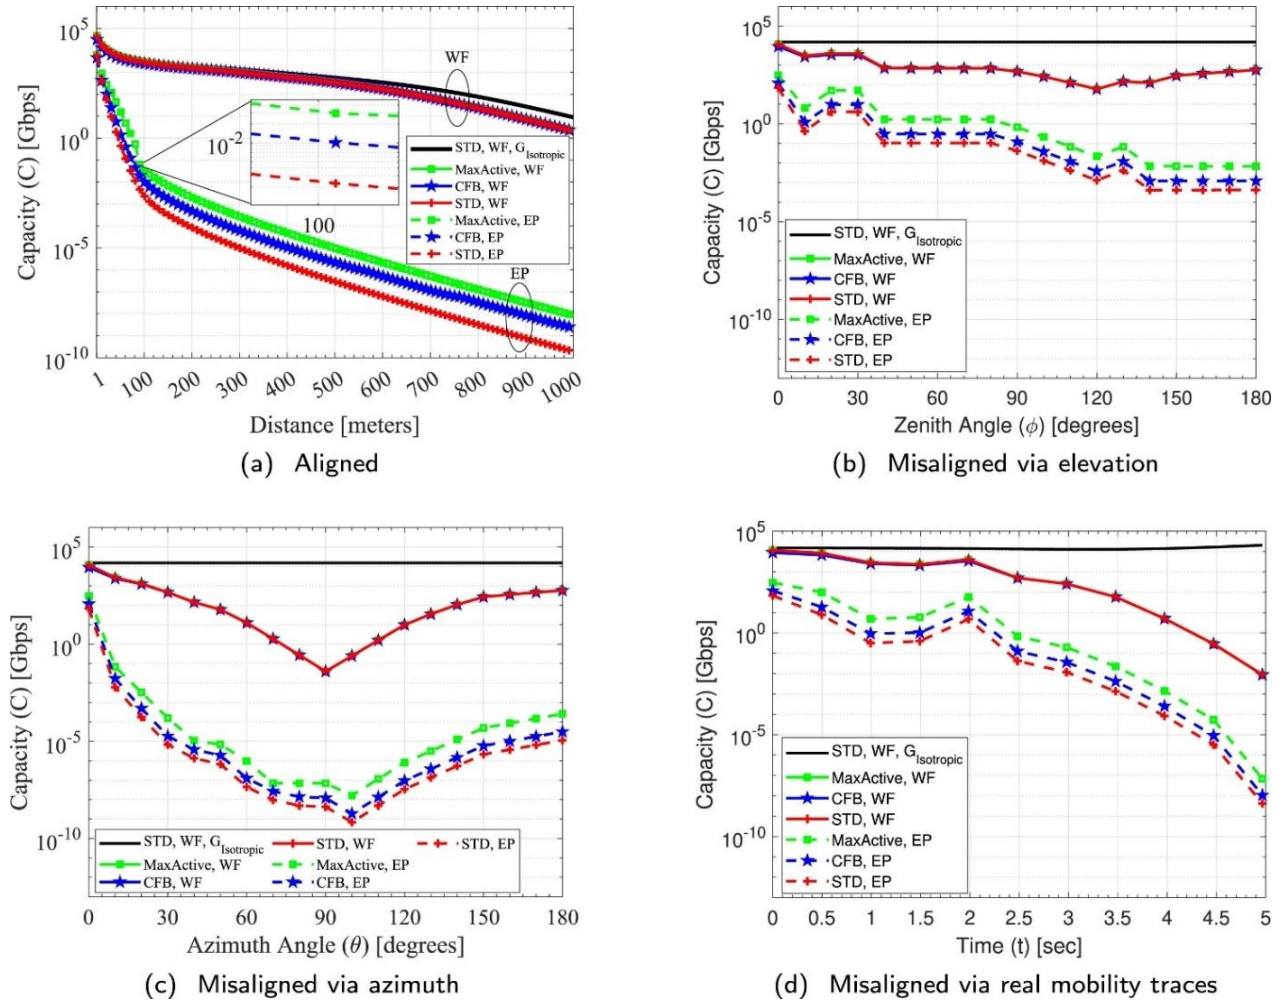 10^5
10^0
10^-5
10^-10
Capacity (C) [Gbps]
WF
EP
10^-2
100
STD, WF, G_Isotropic
MaxActive, WF
CFB, WF
STD, WF
MaxActive, EP
CFB, EP
STD, EP
1 100 200 300 400 500 600 700 800 900 1000
Distance [meters]
(a) Aligned
10^5
10^0
10^-5
10^-10
Capacity (C) [Gbps]
STD, WF, G_Isotropic
MaxActive, WF
CFB, WF
STD, WF
MaxActive, EP
CFB, EP
STD, EP
0 30 60 90 120 150 180
Zenith Angle (ϕ) [degrees]
(b) Misaligned via elevation
10^5
10^0
10^-5
10^-10
Capacity (C) [Gbps]
STD, WF, G_Isotropic STD, WF STD, EP
MaxActive, WF MaxActive, EP
CFB, WF CFB, EP
0 30 60 90 120 150 180
Azimuth Angle (θ) [degrees]
(c) Misaligned via azimuth
10^5
10^0
10^-5
10^-10
Capacity (C) [Gbps]
STD, WF, G_Isotropic
MaxActive, WF
CFB, WF
STD, WF
MaxActive, EP
CFB, EP
STD, EP
0 0.5 1 1.5 2 2.5 3 3.5 4 4.5 5
Time (t) [sec]
(d) Misaligned via real mobility traces